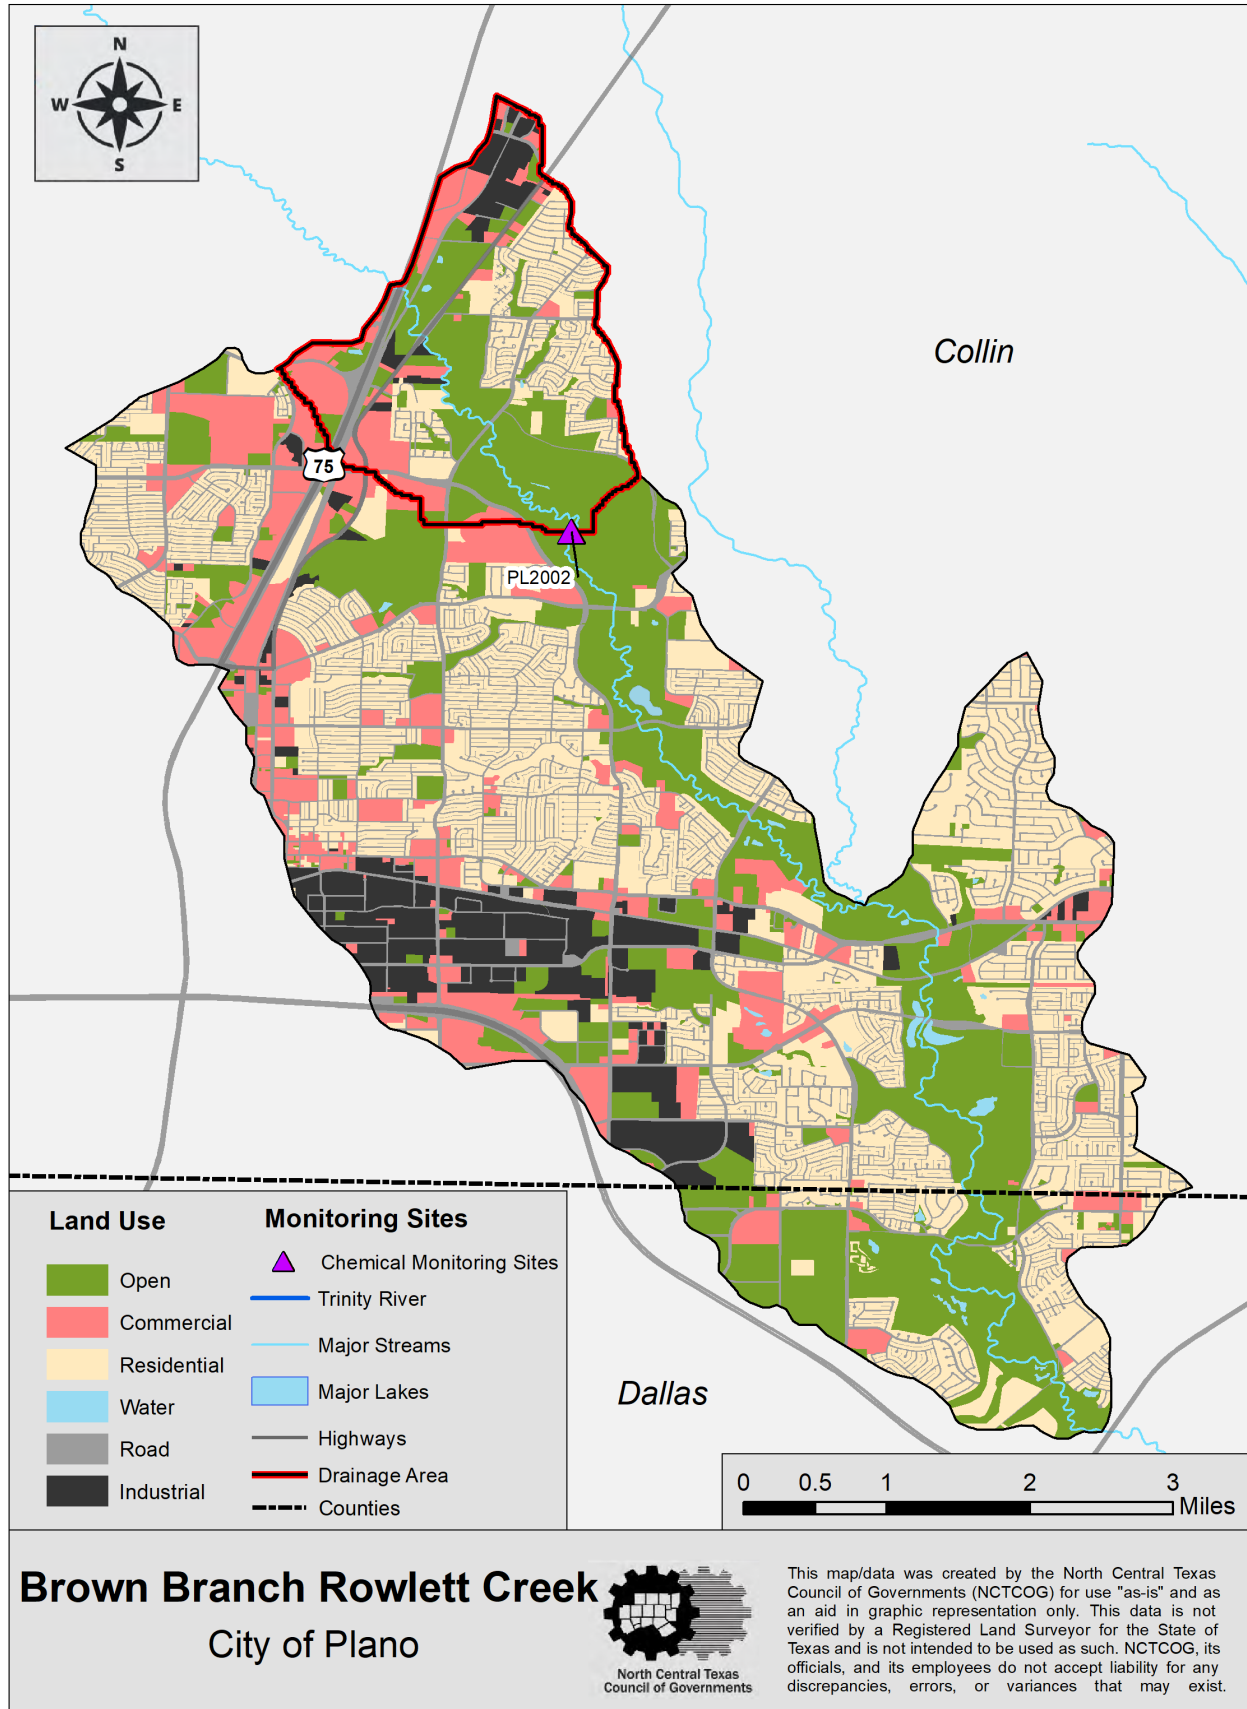 N
W E
S
Collin
75
PL2002
Dallas
Land Use
Open
Commercial
Residential
Water
Road
Industrial
Monitoring Sites
Chemical Monitoring Sites
Trinity River
Major Streams
Major Lakes
Highways
Drainage Area
Counties
0 0.5 1 2 3
Miles
Brown Branch Rowlett Creek
City of Plano
North Central Texas
Council of Governments
This map/data was created by the North Central Texas
Council of Governments (NCTCOG) for use "as-is" and as
an aid in graphic representation only. This data is not
verified by a Registered Land Surveyor for the State of
Texas and is not intended to be used as such. NCTCOG, its
officials, and its employees do not accept liability for any
discrepancies, errors, or variances that may exist.